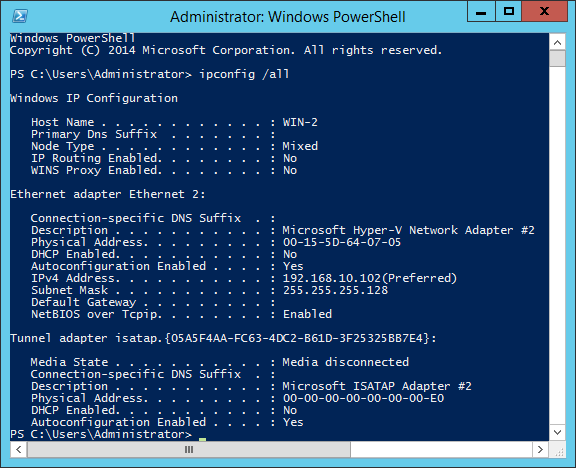 Administrator: Windows PowerShell
Windows PowerShell
Copyright (C) 2014 Microsoft Corporation. All rights reserved.
PS C:\Users\Administrator> ipconfig /all
Windows IP Configuration
   Host Name . . . . . . . . . . . . : WIN-2
   Primary Dns Suffix  . . . . . . . :
   Node Type . . . . . . . . . . . . : Mixed
   IP Routing Enabled. . . . . . . . : No
   WINS Proxy Enabled. . . . . . . . : No
Ethernet adapter Ethernet 2:
   Connection-specific DNS Suffix  . :
   Description . . . . . . . . . . . : Microsoft Hyper-V Network Adapter #2
   Physical Address. . . . . . . . . : 00-15-5D-64-07-05
   DHCP Enabled. . . . . . . . . . . : No
   Autoconfiguration Enabled . . . . : Yes
   IPv4 Address. . . . . . . . . . . : 192.168.10.102(Preferred)
   Subnet Mask . . . . . . . . . . . : 255.255.255.128
   Default Gateway . . . . . . . . . :
   NetBIOS over Tcpip. . . . . . . . : Enabled
Tunnel adapter isatap.{05A5F4AA-FC63-4DC2-B61D-3F25325BB7E4}:
   Media State . . . . . . . . . . . : Media disconnected
   Connection-specific DNS Suffix  . :
   Description . . . . . . . . . . . : Microsoft ISATAP Adapter #2
   Physical Address. . . . . . . . . : 00-00-00-00-00-00-00-E0
   DHCP Enabled. . . . . . . . . . . : No
   Autoconfiguration Enabled . . . . : Yes
PS C:\Users\Administrator>